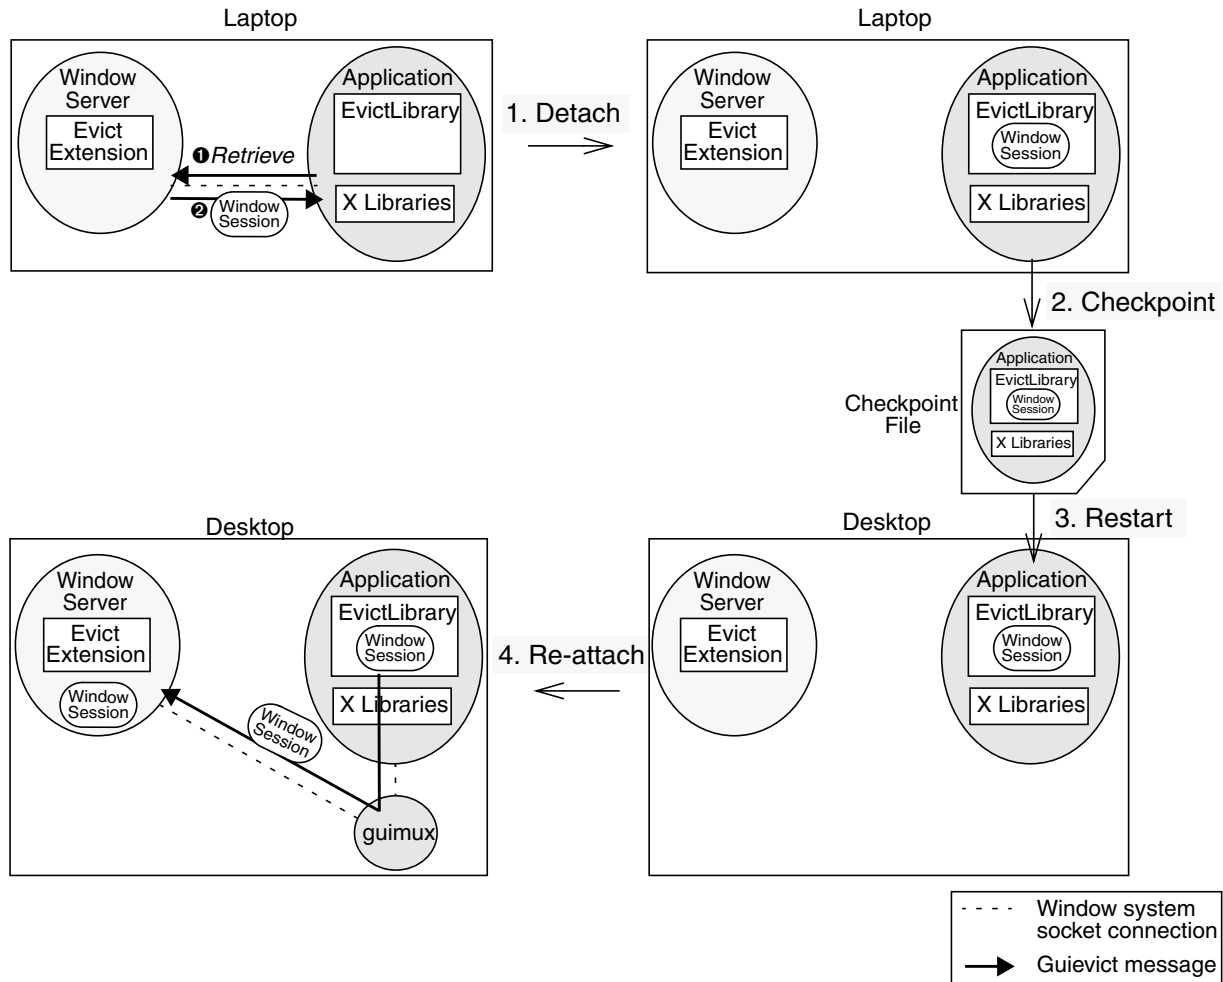 Laptop
Window
Server
Evict
Extension
❶Retrieve
❷
Window
Session
Application
EvictLibrary
X Libraries
1. Detach
Laptop
Window
Server
Evict
Extension
Application
EvictLibrary
Window
Session
X Libraries
2. Checkpoint
Checkpoint
File
Application
EvictLibrary
Window
Session
X Libraries
3. Restart
Desktop
Window
Server
Evict
Extension
Window
Session
Window
Session
Application
EvictLibrary
Window
Session
X Libraries
guimux
4. Re-attach
Desktop
Window
Server
Evict
Extension
Application
EvictLibrary
Window
Session
X Libraries
Window system
socket connection
Guievict message